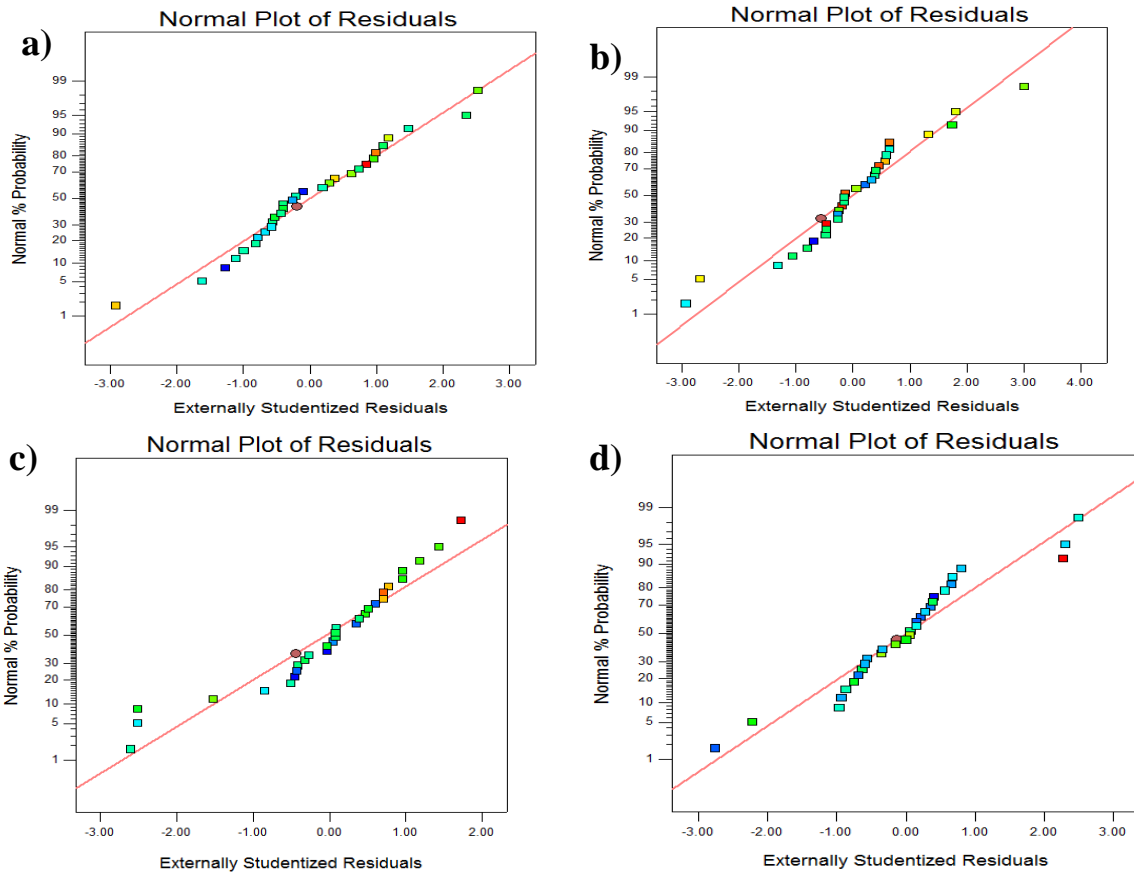 a)
Normal Plot of Residuals
Normal % Probability
99
95
90
80
70
50
30
20
10
5
1
-3.00 -2.00 -1.00 0.00 1.00 2.00 3.00
Externally Studentized Residuals
b)
Normal Plot of Residuals
Normal % Probability
99
95
90
80
70
50
30
20
10
5
1
-3.00 -2.00 -1.00 0.00 1.00 2.00 3.00 4.00
Externally Studentized Residuals
c)
Normal Plot of Residuals
Normal % Probability
99
95
90
80
70
50
30
20
10
5
1
-3.00 -2.00 -1.00 0.00 1.00 2.00
Externally Studentized Residuals
d)
Normal Plot of Residuals
Normal % Probability
99
95
90
80
70
50
30
20
10
5
1
-3.00 -2.00 -1.00 0.00 1.00 2.00 3.00
Externally Studentized Residuals